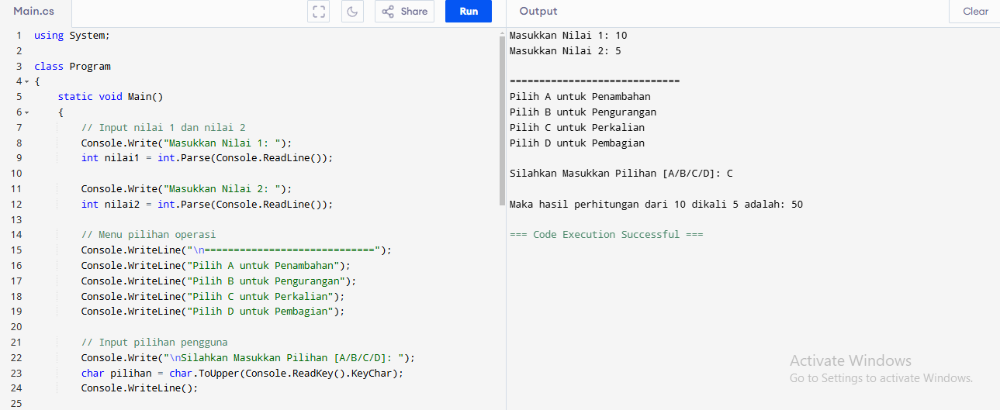 Main.cs
Share
Run
Output
Clear
1 using System;
2
3 class Program
4 {
5 static void Main()
6 {
7 // Input nilai 1 dan nilai 2
8 Console.Write("Masukkan Nilai 1: ");
9 int nilai1 = int.Parse(Console.ReadLine());
10
11 Console.Write("Masukkan Nilai 2: ");
12 int nilai2 = int.Parse(Console.ReadLine());
13
14 // Menu pilihan operasi
15 Console.WriteLine("\n=============================");
16 Console.WriteLine("Pilih A untuk Penambahan");
17 Console.WriteLine("Pilih B untuk Pengurangan");
18 Console.WriteLine("Pilih C untuk Perkalian");
19 Console.WriteLine("Pilih D untuk Pembagian");
20
21 // Input pilihan pengguna
22 Console.Write("\nSilahkan Masukkan Pilihan [A/B/C/D]: ");
23 char pilihan = char.ToUpper(Console.ReadKey().KeyChar);
24 Console.WriteLine();
25
Masukkan Nilai 1: 10
Masukkan Nilai 2: 5
=============================
Pilih A untuk Penambahan
Pilih B untuk Pengurangan
Pilih C untuk Perkalian
Pilih D untuk Pembagian
Silahkan Masukkan Pilihan [A/B/C/D]: C
Maka hasil perhitungan dari 10 dikali 5 adalah: 50
=== Code Execution Successful ===
Activate Windows
Go to Settings to activate Windows.